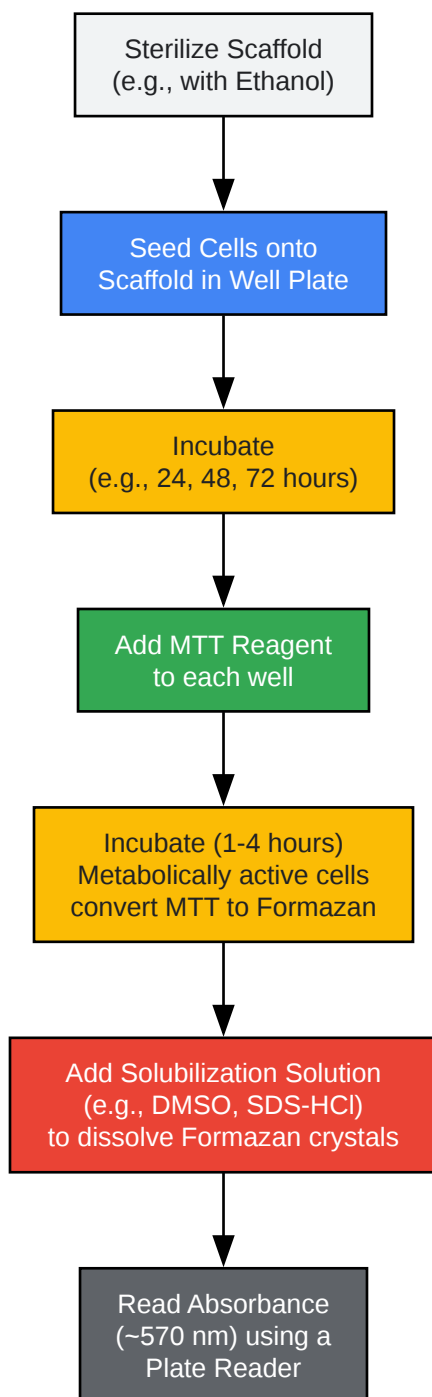 Sterilize Scaffold
(e.g., with Ethanol)
Seed Cells onto
Scaffold in Well Plate
Incubate
(e.g., 24, 48, 72 hours)
Add MTT Reagent
to each well
Incubate (1-4 hours)
Metabolically active cells
convert MTT to Formazan
Add Solubilization Solution
(e.g., DMSO, SDS-HCl)
to dissolve Formazan crystals
Read Absorbance
(~570 nm) using a
Plate Reader